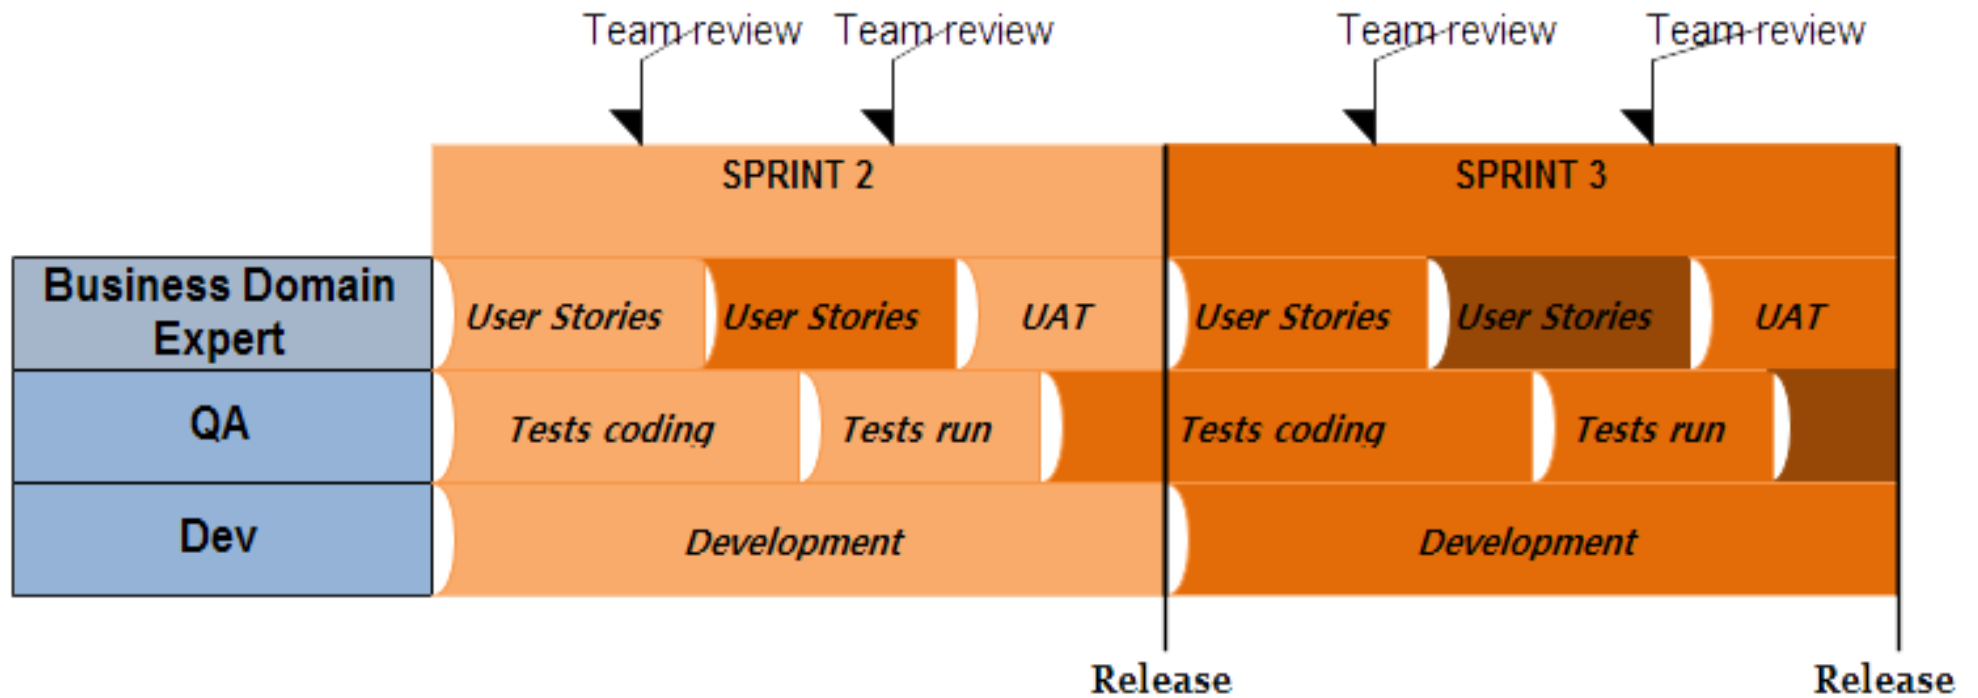 Team review Team review Team review Team review
SPRINT 2 SPRINT 3
Business Domain
Expert
User Stories User Stories UAT User Stories User Stories UAT
QA Tests coding Tests run Tests coding Tests run
Dev Development Development
Release Release